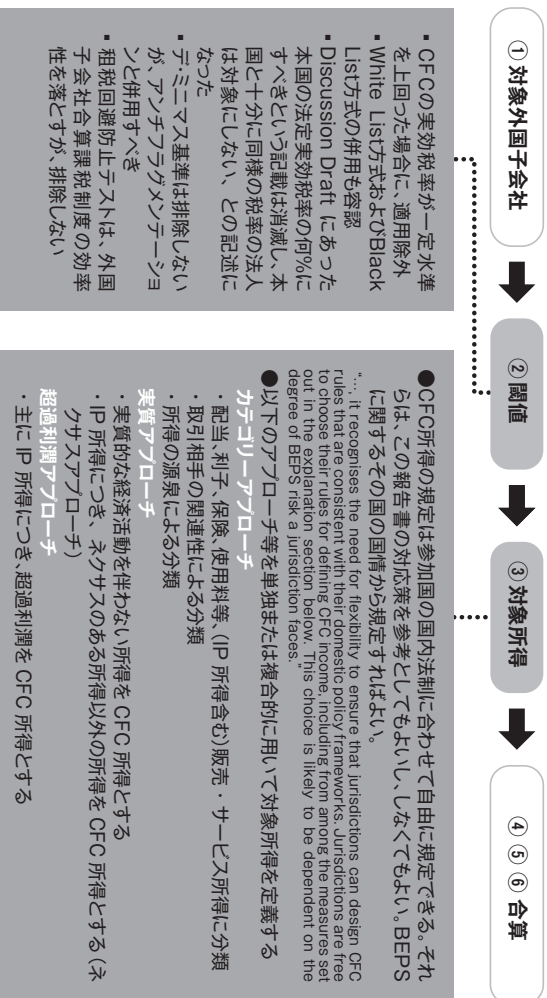 ① 対象外国子会社
② 閾値
③ 対象所得
④ ⑤ ⑥ 合算
・CFCの実効税率が一定水準
を上回った場合に、適用除外
・White List方式およびBlack
List方式の併用も容認
・Discussion Draft にあった
本国の法定実効税率の何%に
すべきという記載は消滅し、本
国と十分に同様の税率の法人
は対象にしない、との記述に
なった
・デミニマス基準は排除しない
が、アンチフラグメンテーショ
ンと併用すべき
・租税回避防止テストは、外国
子会社合算課税制度の効率
性を落とすが、排除しない
●CFC所得の規定は参加国の国内法制に合わせて自由に規定できる。それ
らは、この報告書の対応策を参考としてもよいし、しなくてもよい。BEPS
に関するその国の国情から規定すればよい。
"… it recognises the need for flexibility to ensure that jurisdictions can design CFC
rules that are consistent with their domestic policy frameworks. Jurisdictions are free
to choose their rules for defining CFC income, including from among the measures set
out in the explanation section below. This choice is likely to be dependent on the
degree of BEPS risk a jurisdiction faces."
●以下のアプローチ等を単独または複合的に用いて対象所得を定義する
カテゴリーアプローチ
・配当、利子、保険、使用料等、(IP 所得含む)販売・サービス所得に分類
・取引相手の関連性による分類
・所得の源泉による分類
実質アプローチ
・実質的な経済活動を伴わない所得を CFC 所得とする
・IP 所得につき、ネクサスのある所得以外の所得を CFC 所得とする(ネ
クサスアプローチ)
超過利潤アプローチ
・主に IP 所得につき、超過利潤を CFC 所得とする